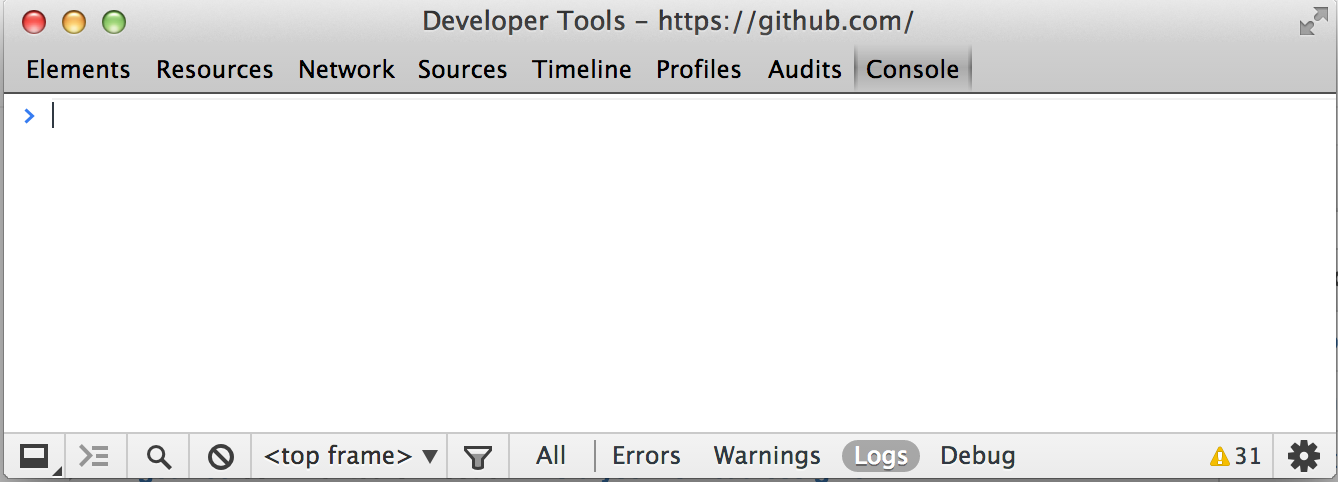 Developer Tools - https://github.com/
Elements Resources Network Sources Timeline Profiles Audits Console
<top frame> All Errors Warnings Logs Debug 31